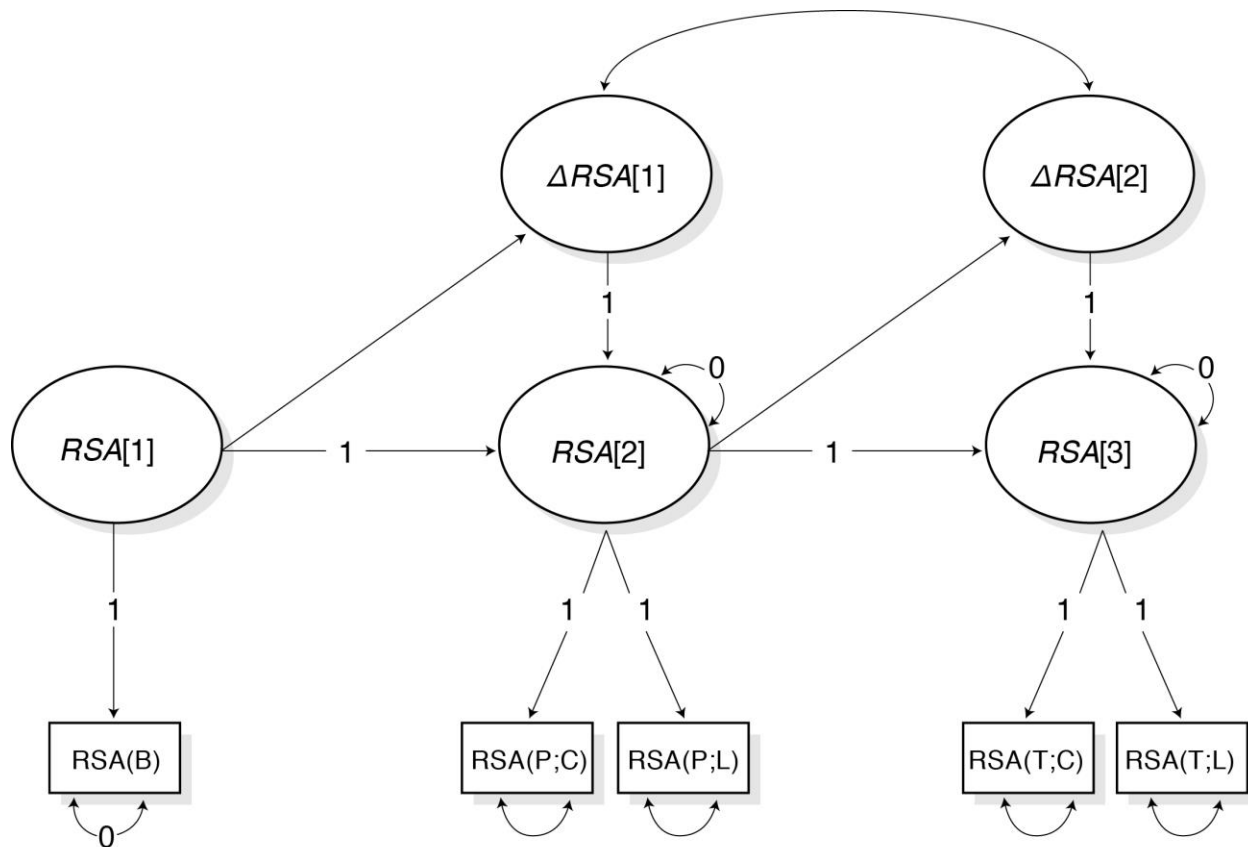 ΔRSA[1]
ΔRSA[2]
1
1
0
0
RSA[1]
1
RSA[2]
1
RSA[3]
1
1
1
1
1
RSA(B)
RSA(P;C)
RSA(P;L)
RSA(T;C)
RSA(T;L)
0